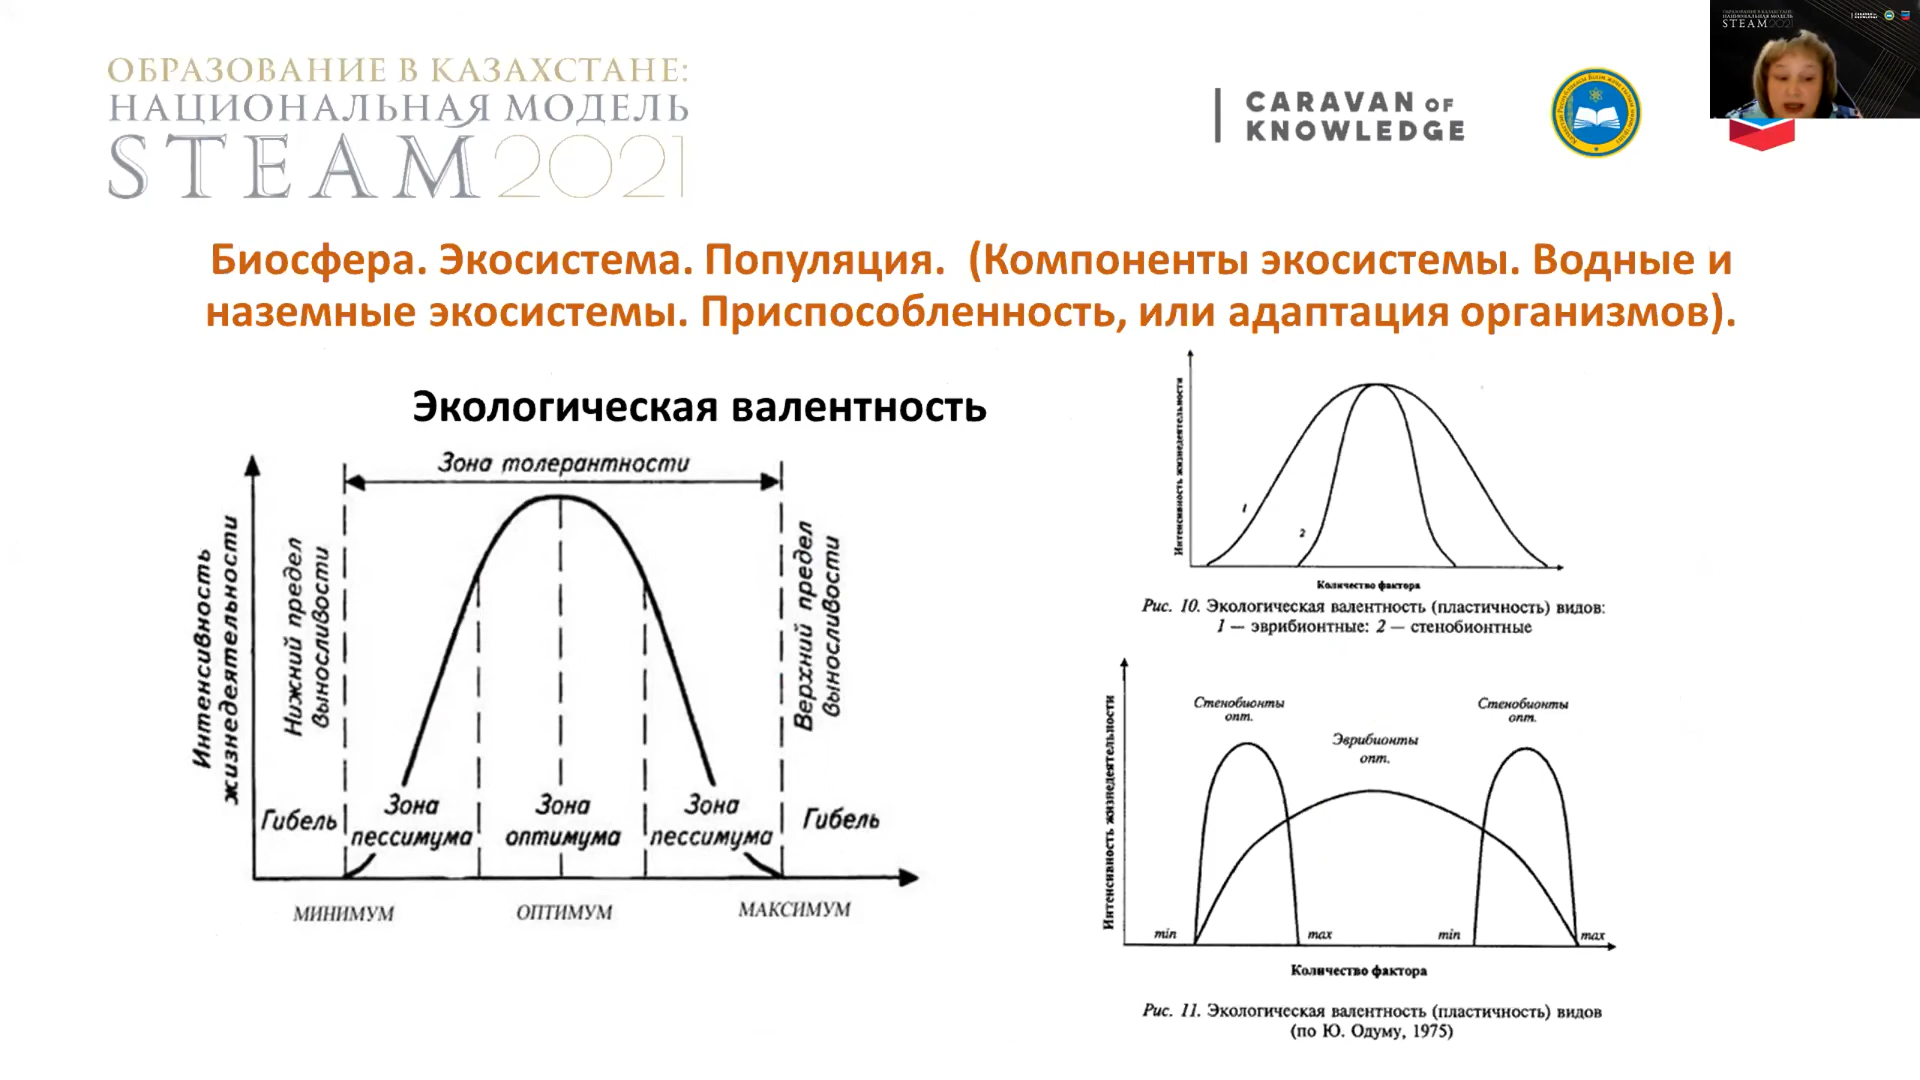 ОБРАЗОВАНИЕ В КАЗАХСТАНЕ:
НАЦИОНАЛЬНАЯ МОДЕЛЬ
STEAM 2021
CARAVAN OF
KNOWLEDGE
STEAM 2021
Биосфера. Экосистема. Популяция. (Компоненты экосистемы. Водные и
наземные экосистемы. Приспособленность, или адаптация организмов).
Экологическая валентность
Зона толерантности
Интенсивность
жизнедеятельности
Нижний предел
выносливости
Верхний предел
выносливости
Гибель
Зона
пессимума
Зона
оптимума
Зона
пессимума
Гибель
МИНИМУМ
ОПТИМУМ
МАКСИМУМ
Интенсивность жизнедеятельности
1
2
Количество фактора
Рис. 10. Экологическая валентность (пластичность) видов:
1 — эврибионтные: 2 — стенобионтные
Интенсивность жизнедеятельности
Стенобионты
опт.
Эврибионты
опт.
Стенобионты
опт.
min
max
min
max
Количество фактора
Рис. 11. Экологическая валентность (пластичность) видов
(по Ю. Одуму, 1975)